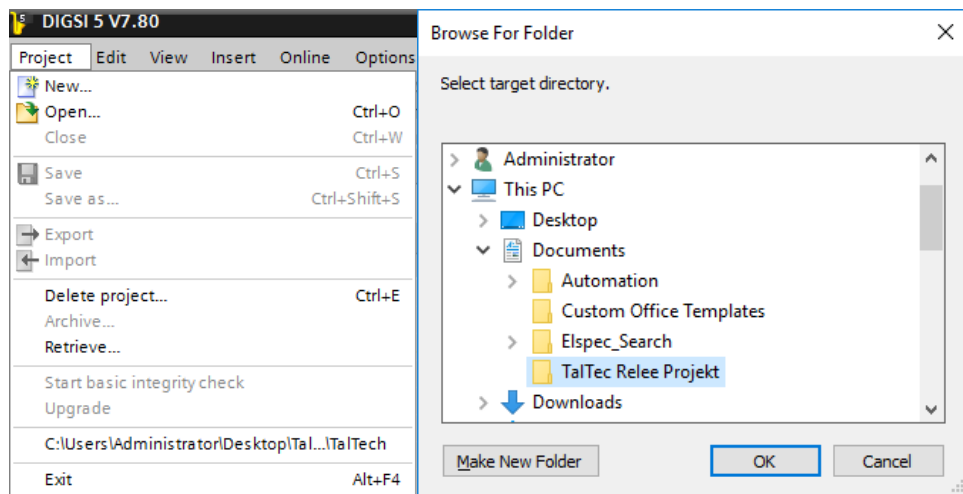 DIGSI 5 V7.80
Project Edit View Insert Online Options
New...
Open... Ctrl+O
Close Ctrl+W
Save Ctrl+S
Save as... Ctrl+Shift+S
Export
Import
Delete project... Ctrl+E
Archive...
Retrieve...
Start basic integrity check
Upgrade
C:\Users\Administrator\Desktop\Tal...\TalTech
Exit Alt+F4
Browse For Folder
Select target directory.
Administrator
This PC
Desktop
Documents
Automation
Custom Office Templates
Elspec_Search
TalTec Relee Projekt
Downloads
Make New Folder OK Cancel